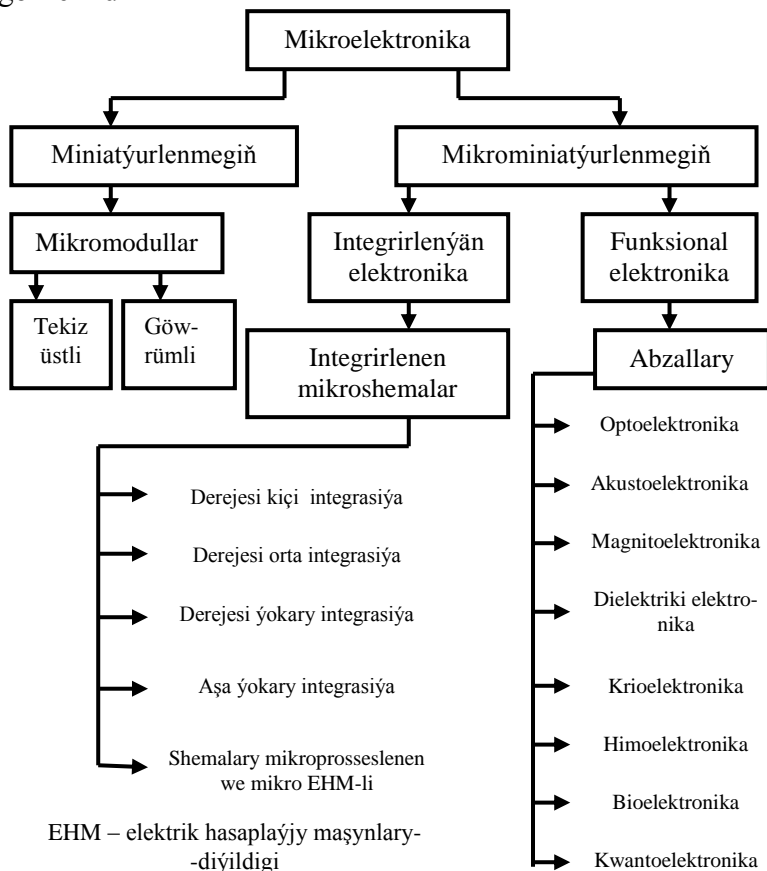 Mikroelektronika
Miniatýurlenmegiň
Mikrominiatýurlenmegiň
Mikromodullar
Integrirlenýän
elektronika
Funksional
elektronika
Tekiz
üstli
Göw-
rümli
Integrirlenen
mikroshemalar
Abzallary
Derejesi kiçi integrasiýa
Derejesi orta integrasiýa
Derejesi ýokary integrasiýa
Aşa ýokary integrasiýa
Shemalary mikroprosseslenen
we mikro EHM-li
EHM – elektrik hasaplaýjy maşynlary-
-diýildigi
Optoelektronika
Akustoelektronika
Magnitoelektronika
Dielektriki elektro-
nika
Krioelektronika
Himoelektronika
Bioelektronika
Kwantoelektronika